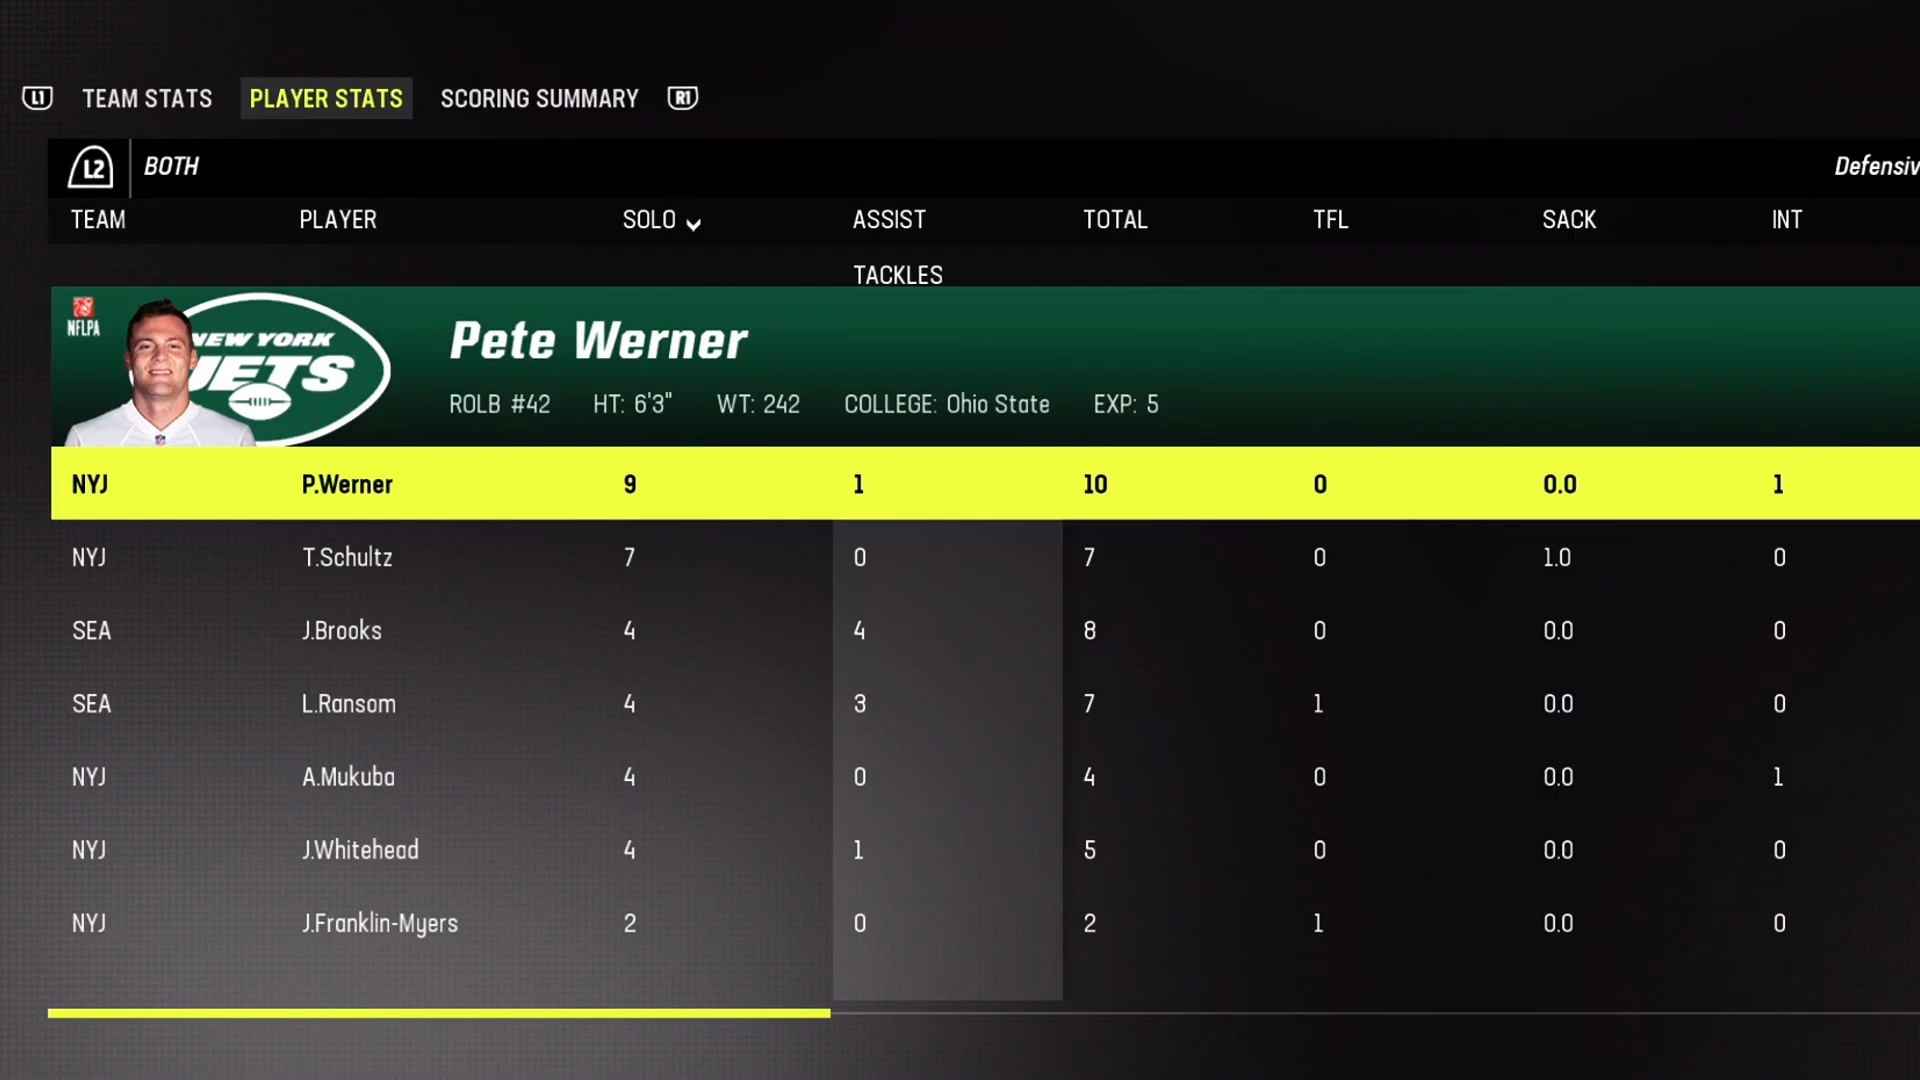 L1 TEAM STATS PLAYER STATS SCORING SUMMARY R1
L2 BOTH Defensiv
TEAM PLAYER SOLO ASSIST TOTAL TFL SACK INT
TACKLES
NFLPA
NEW YORK
JETS
Pete Werner
ROLB #42 HT: 6'3" WT: 242 COLLEGE: Ohio State EXP: 5
NYJ P.Werner 9 1 10 0 0.0 1
NYJ T.Schultz 7 0 7 0 1.0 0
SEA J.Brooks 4 4 8 0 0.0 0
SEA L.Ransom 4 3 7 1 0.0 0
NYJ A.Mukuba 4 0 4 0 0.0 1
NYJ J.Whitehead 4 1 5 0 0.0 0
NYJ J.Franklin-Myers 2 0 2 1 0.0 0